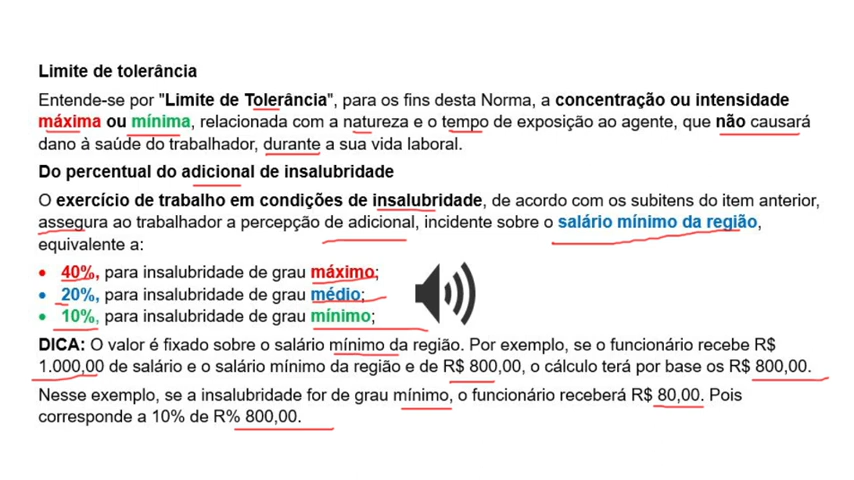 Limite de tolerância
Entende-se por "Limite de Tolerância", para os fins desta Norma, a concentração ou intensidade
máxima ou mínima, relacionada com a natureza e o tempo de exposição ao agente, que não causará
dano à saúde do trabalhador, durante a sua vida laboral.
Do percentual do adicional de insalubridade
O exercício de trabalho em condições de insalubridade, de acordo com os subitens do item anterior,
assegura ao trabalhador a percepção de adicional, incidente sobre o salário mínimo da região,
equivalente a:
• 40%, para insalubridade de grau máximo;
• 20%, para insalubridade de grau médio;
• 10%, para insalubridade de grau mínimo;
DICA: O valor é fixado sobre o salário mínimo da região. Por exemplo, se o funcionário recebe R$
1.000,00 de salário e o salário mínimo da região e de R$ 800,00, o cálculo terá por base os R$ 800,00.
Nesse exemplo, se a insalubridade for de grau mínimo, o funcionário receberá R$ 80,00. Pois
corresponde a 10% de R% 800,00.